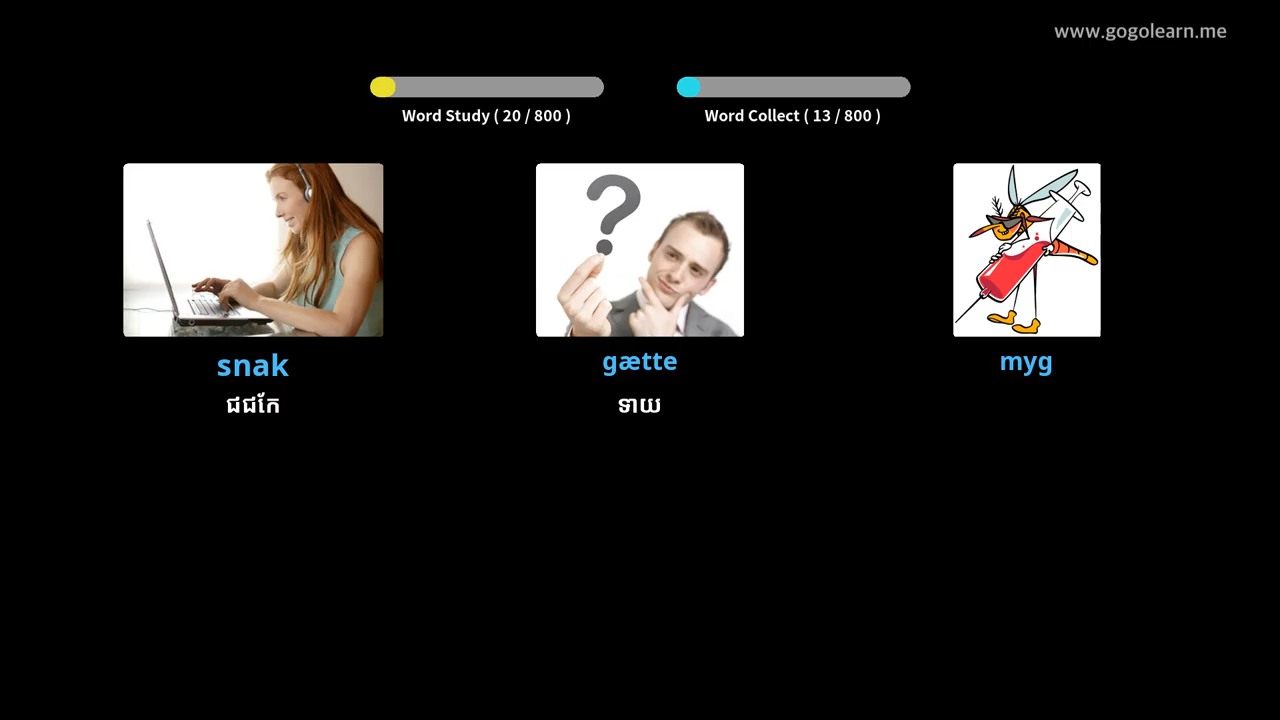 www.gogolearn.me
Word Study ( 20 / 800 )
Word Collect ( 13 / 800 )
snak
gætte
myg
ជជកែ
ទាយ